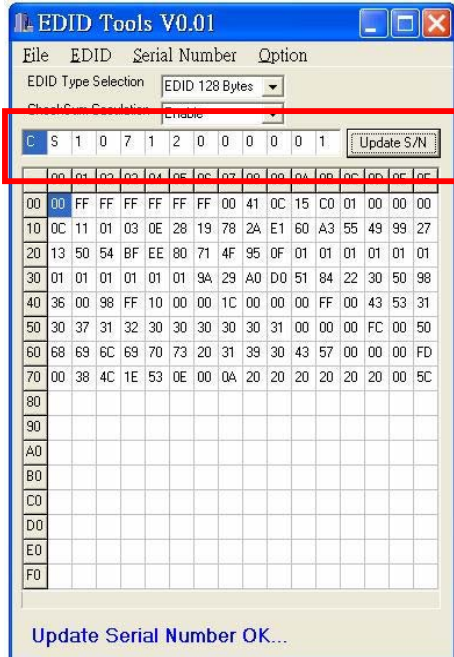 EDID Tools V0.01
File EDID Serial Number Option
EDID Type Selection EDID 128 Bytes
CheckSum Caculation Enable
C S 1 0 7 1 2 0 0 0 0 0 1 Update S/N
00 01 02 03 04 05 06 07 08 09 0A 0B 0C 0D 0E 0F
00 00 FF FF FF FF FF FF 00 41 0C 15 C0 01 00 00 00
10 0C 11 01 03 0E 28 19 78 2A E1 60 A3 55 49 99 27
20 13 50 54 BF EE 80 71 4F 95 0F 01 01 01 01 01 01
30 01 01 01 01 01 01 9A 29 A0 D0 51 84 22 30 50 98
40 36 00 98 FF 10 00 00 1C 00 00 00 FF 00 43 53 31
50 30 37 31 32 30 30 30 30 30 31 00 00 00 FC 00 50
60 68 69 6C 69 70 73 20 31 39 30 43 57 00 00 00 FD
70 00 38 4C 1E 53 0E 00 0A 20 20 20 20 20 20 00 5C
80
90
A0
B0
C0
D0
E0
F0
Update Serial Number OK...